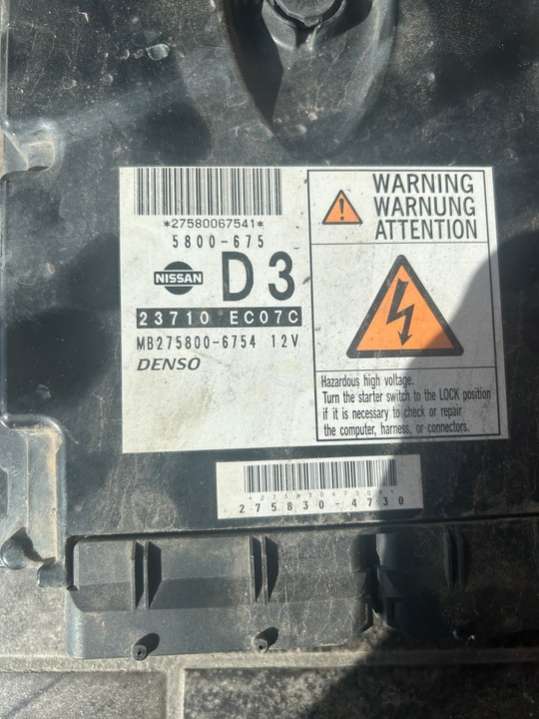 *27580067541*
5800-675
NISSAN
D3
23710 EC07C
MB275800-6754 12V
DENSO
WARNING
WARNUNG
ATTENTION
Hazardous high voltage.
Turn the starter switch to the LOCK position
if it is necessary to check or repair
the computer, harness, or connectors.
275830-4730